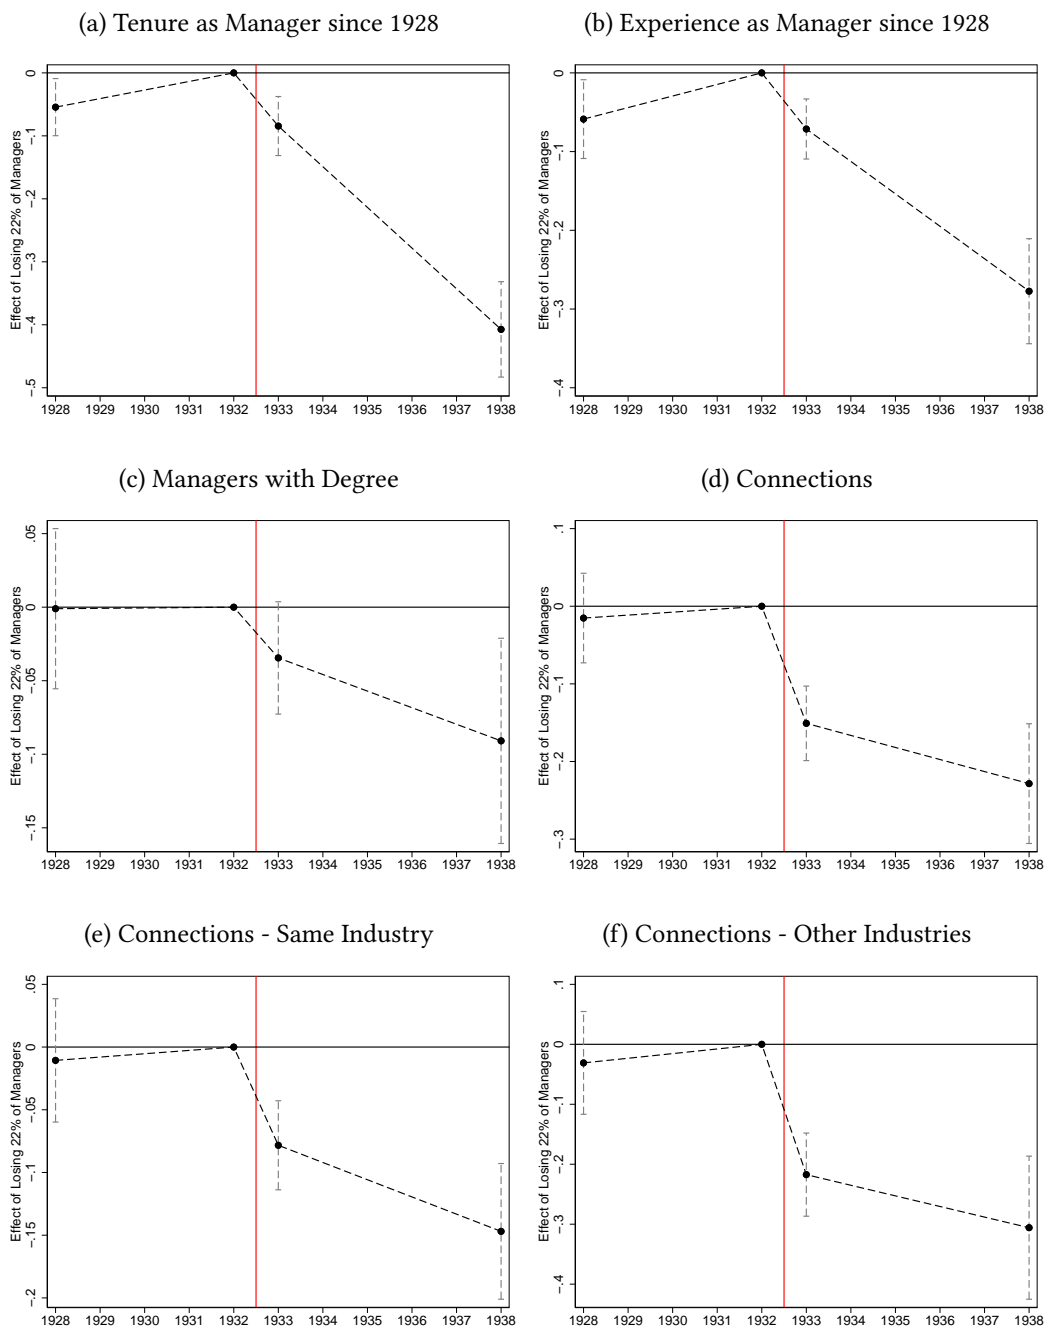 (a) Tenure as Manager since 1928
Effect of Losing 22% of Managers
0
-.1
-.2
-.3
-.4
-.5
1928 1929 1930 1931 1932 1933 1934 1935 1936 1937 1938
(b) Experience as Manager since 1928
Effect of Losing 22% of Managers
0
-.1
-.2
-.3
-.4
1928 1929 1930 1931 1932 1933 1934 1935 1936 1937 1938
(c) Managers with Degree
Effect of Losing 22% of Managers
.05
0
-.05
-.1
-.15
1928 1929 1930 1931 1932 1933 1934 1935 1936 1937 1938
(d) Connections
Effect of Losing 22% of Managers
.1
0
-.1
-.2
-.3
1928 1929 1930 1931 1932 1933 1934 1935 1936 1937 1938
(e) Connections - Same Industry
Effect of Losing 22% of Managers
.05
0
-.05
-.1
-.15
-.2
1928 1929 1930 1931 1932 1933 1934 1935 1936 1937 1938
(f) Connections - Other Industries
Effect of Losing 22% of Managers
.1
0
-.1
-.2
-.3
-.4
1928 1929 1930 1931 1932 1933 1934 1935 1936 1937 1938